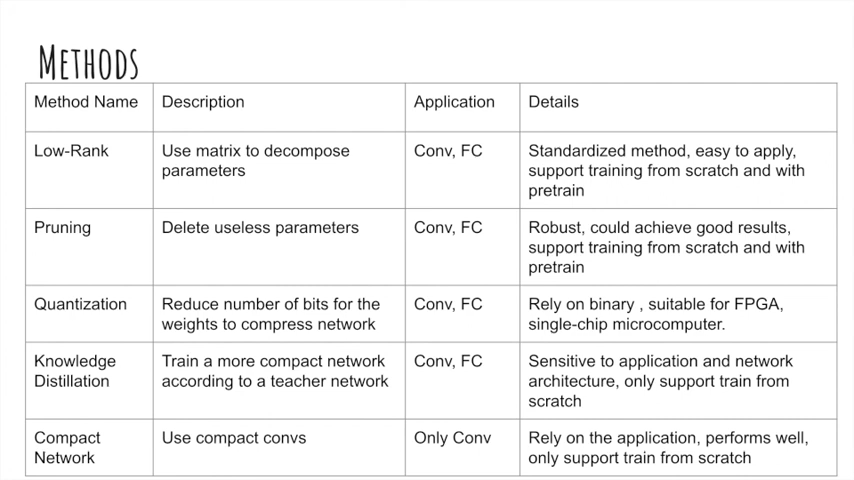 METHODS
Method Name
Description
Application
Details
Low-Rank
Use matrix to decompose
parameters
Conv, FC
Standardized method, easy to apply,
support training from scratch and with
pretrain
Pruning
Delete useless parameters
Conv, FC
Robust, could achieve good results,
support training from scratch and with
pretrain
Quantization
Reduce number of bits for the
weights to compress network
Conv, FC
Rely on binary , suitable for FPGA,
single-chip microcomputer.
Knowledge
Distillation
Train a more compact network
according to a teacher network
Conv, FC
Sensitive to application and network
architecture, only support train from
scratch
Compact
Network
Use compact convs
Only Conv
Rely on the application, performs well,
only support train from scratch